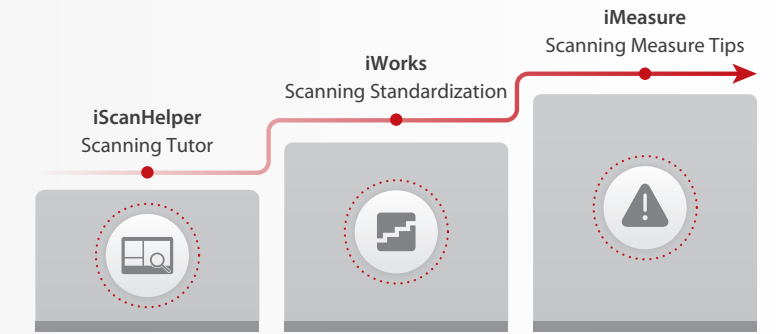 iScanHelper
Scanning Tutor
iWorks
Scanning Standardization
iMeasure
Scanning Measure Tips